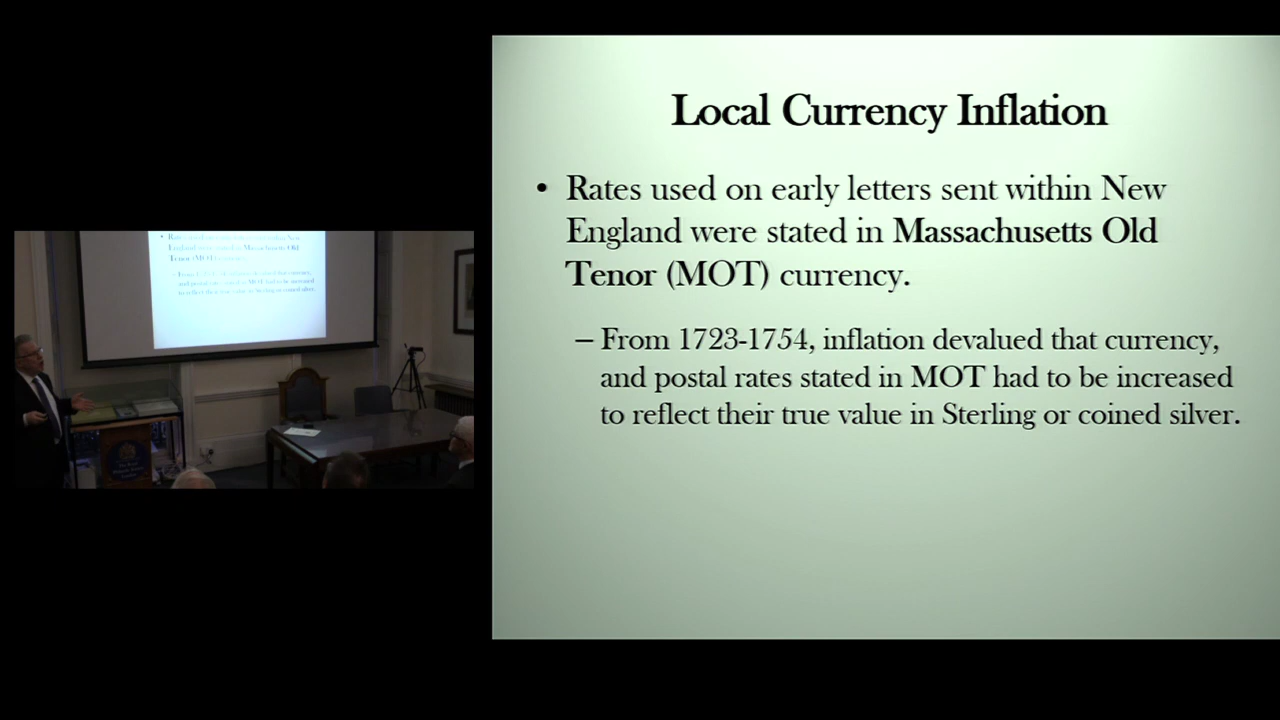 Local Currency Inflation
• Rates used on early letters sent within New
England were stated in Massachusetts Old
Tenor (MOT) currency.
– From 1723-1754, inflation devalued that currency,
and postal rates stated in MOT had to be increased
to reflect their true value in Sterling or coined silver.